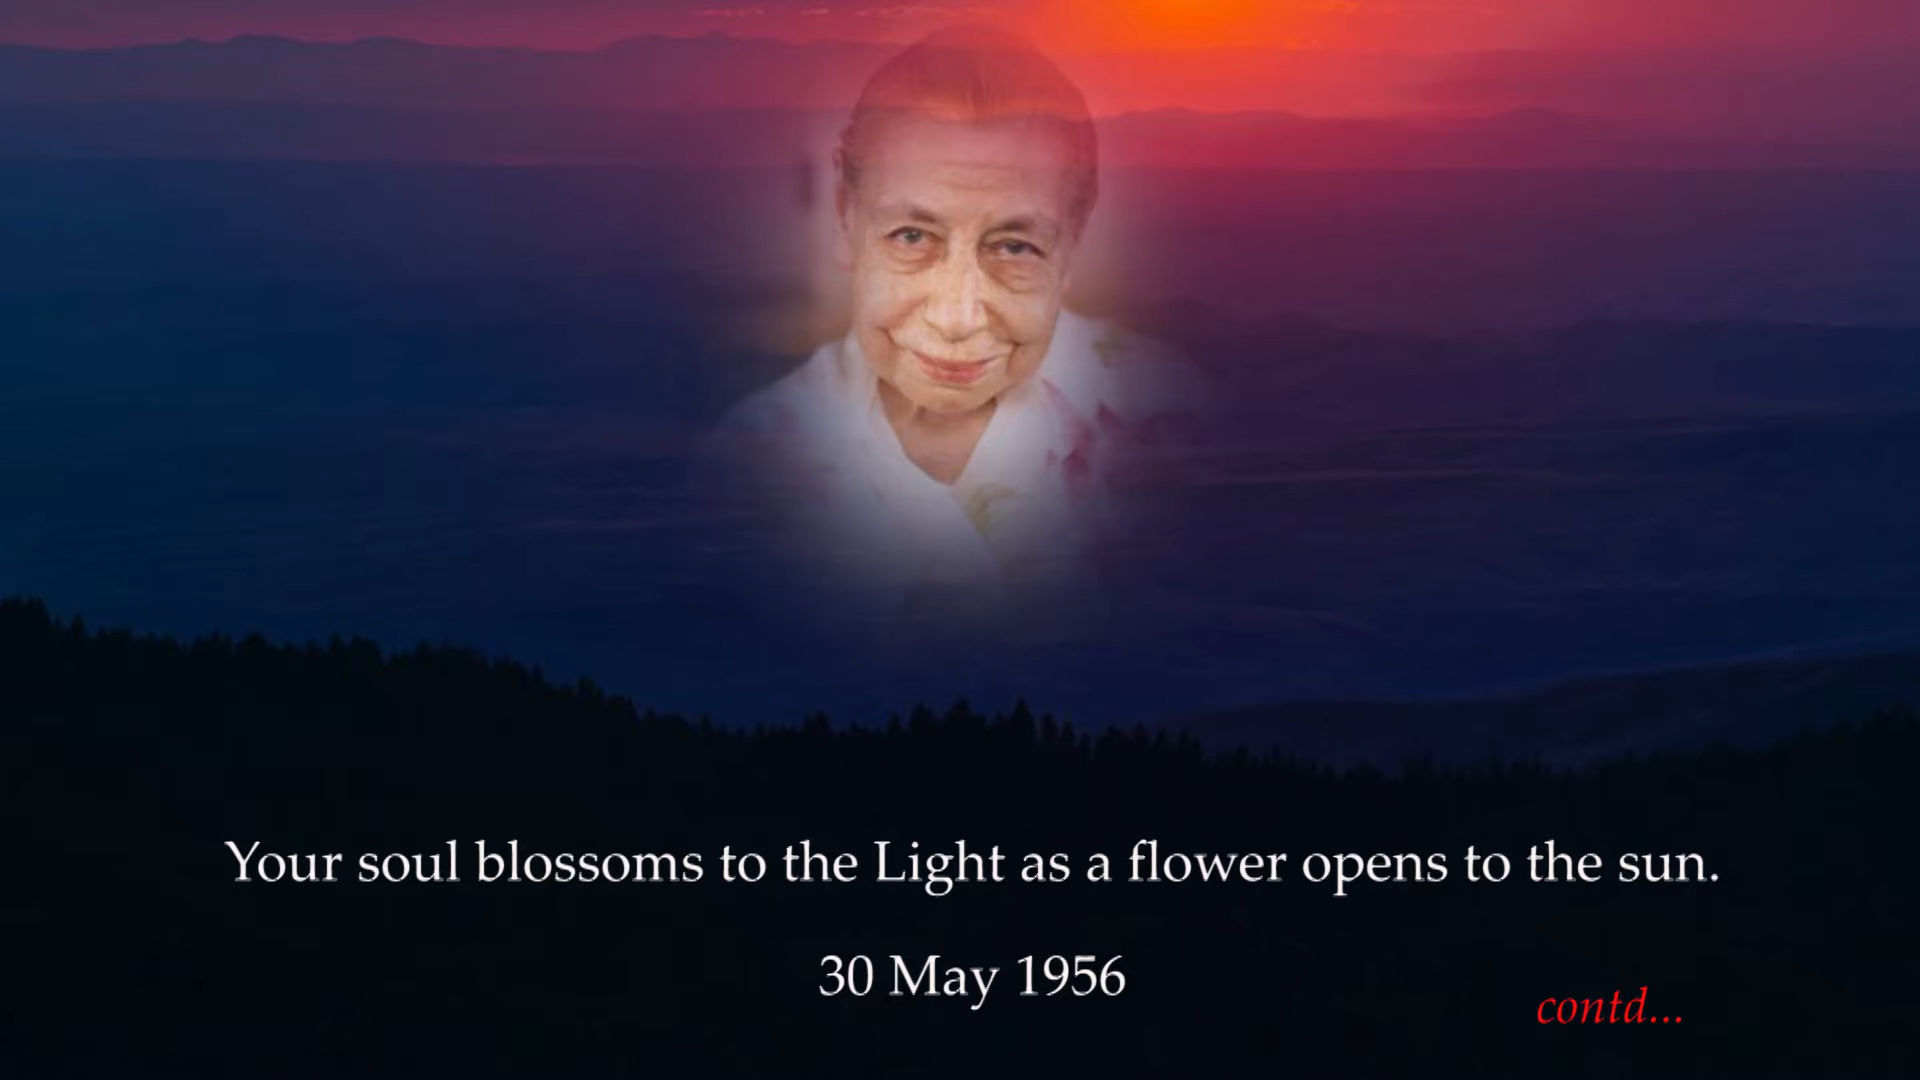 Your soul blossoms to the Light as a flower opens to the sun.
30 May 1956
contd...